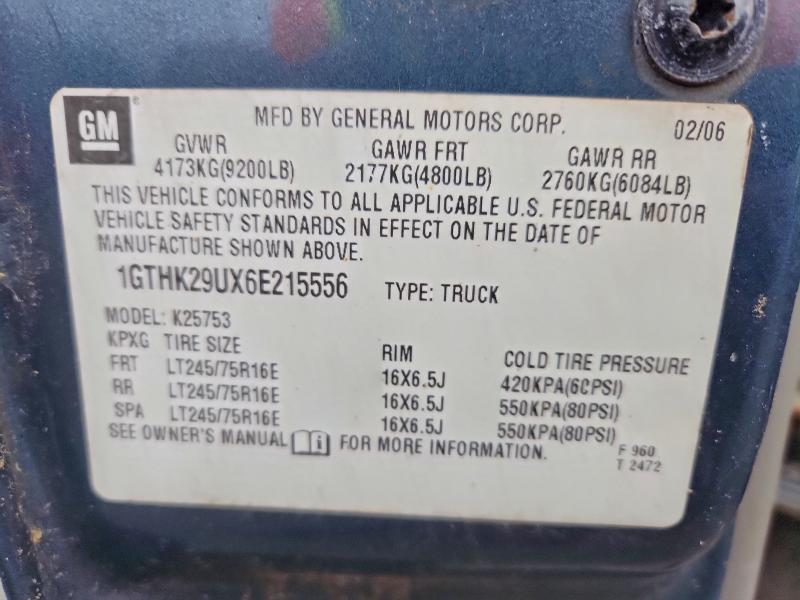 GM
MFD BY GENERAL MOTORS CORP. 02/06
GVWR GAWR FRT GAWR RR
4173KG(9200LB) 2177KG(4800LB) 2760KG(6084LB)
THIS VEHICLE CONFORMS TO ALL APPLICABLE U.S. FEDERAL MOTOR
VEHICLE SAFETY STANDARDS IN EFFECT ON THE DATE OF
MANUFACTURE SHOWN ABOVE.
1GTHK29UX6E215556 TYPE: TRUCK
MODEL: K25753
KPXG TIRE SIZE RIM COLD TIRE PRESSURE
FRT LT245/75R16E 16X6.5J 420KPA(60PSI)
RR LT245/75R16E 16X6.5J 550KPA(80PSI)
SPA LT245/75R16E 16X6.5J 550KPA(80PSI)
SEE OWNER'S MANUAL i FOR MORE INFORMATION.
F 960
T 2472